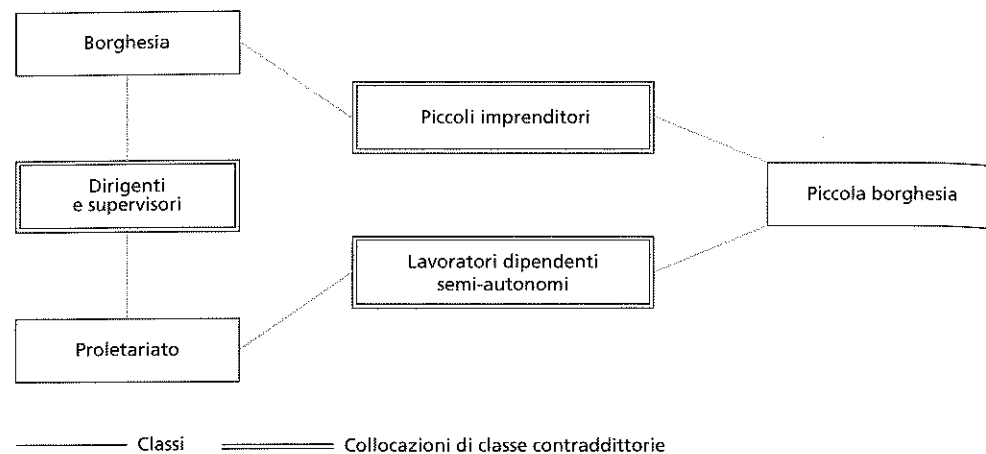 Borghesia
Piccoli imprenditori
Dirigenti
e supervisori
Piccola borghesia
Lavoratori dipendenti
semi-autonomi
Proletariato
Classi
Collocazioni di classe contraddittorie